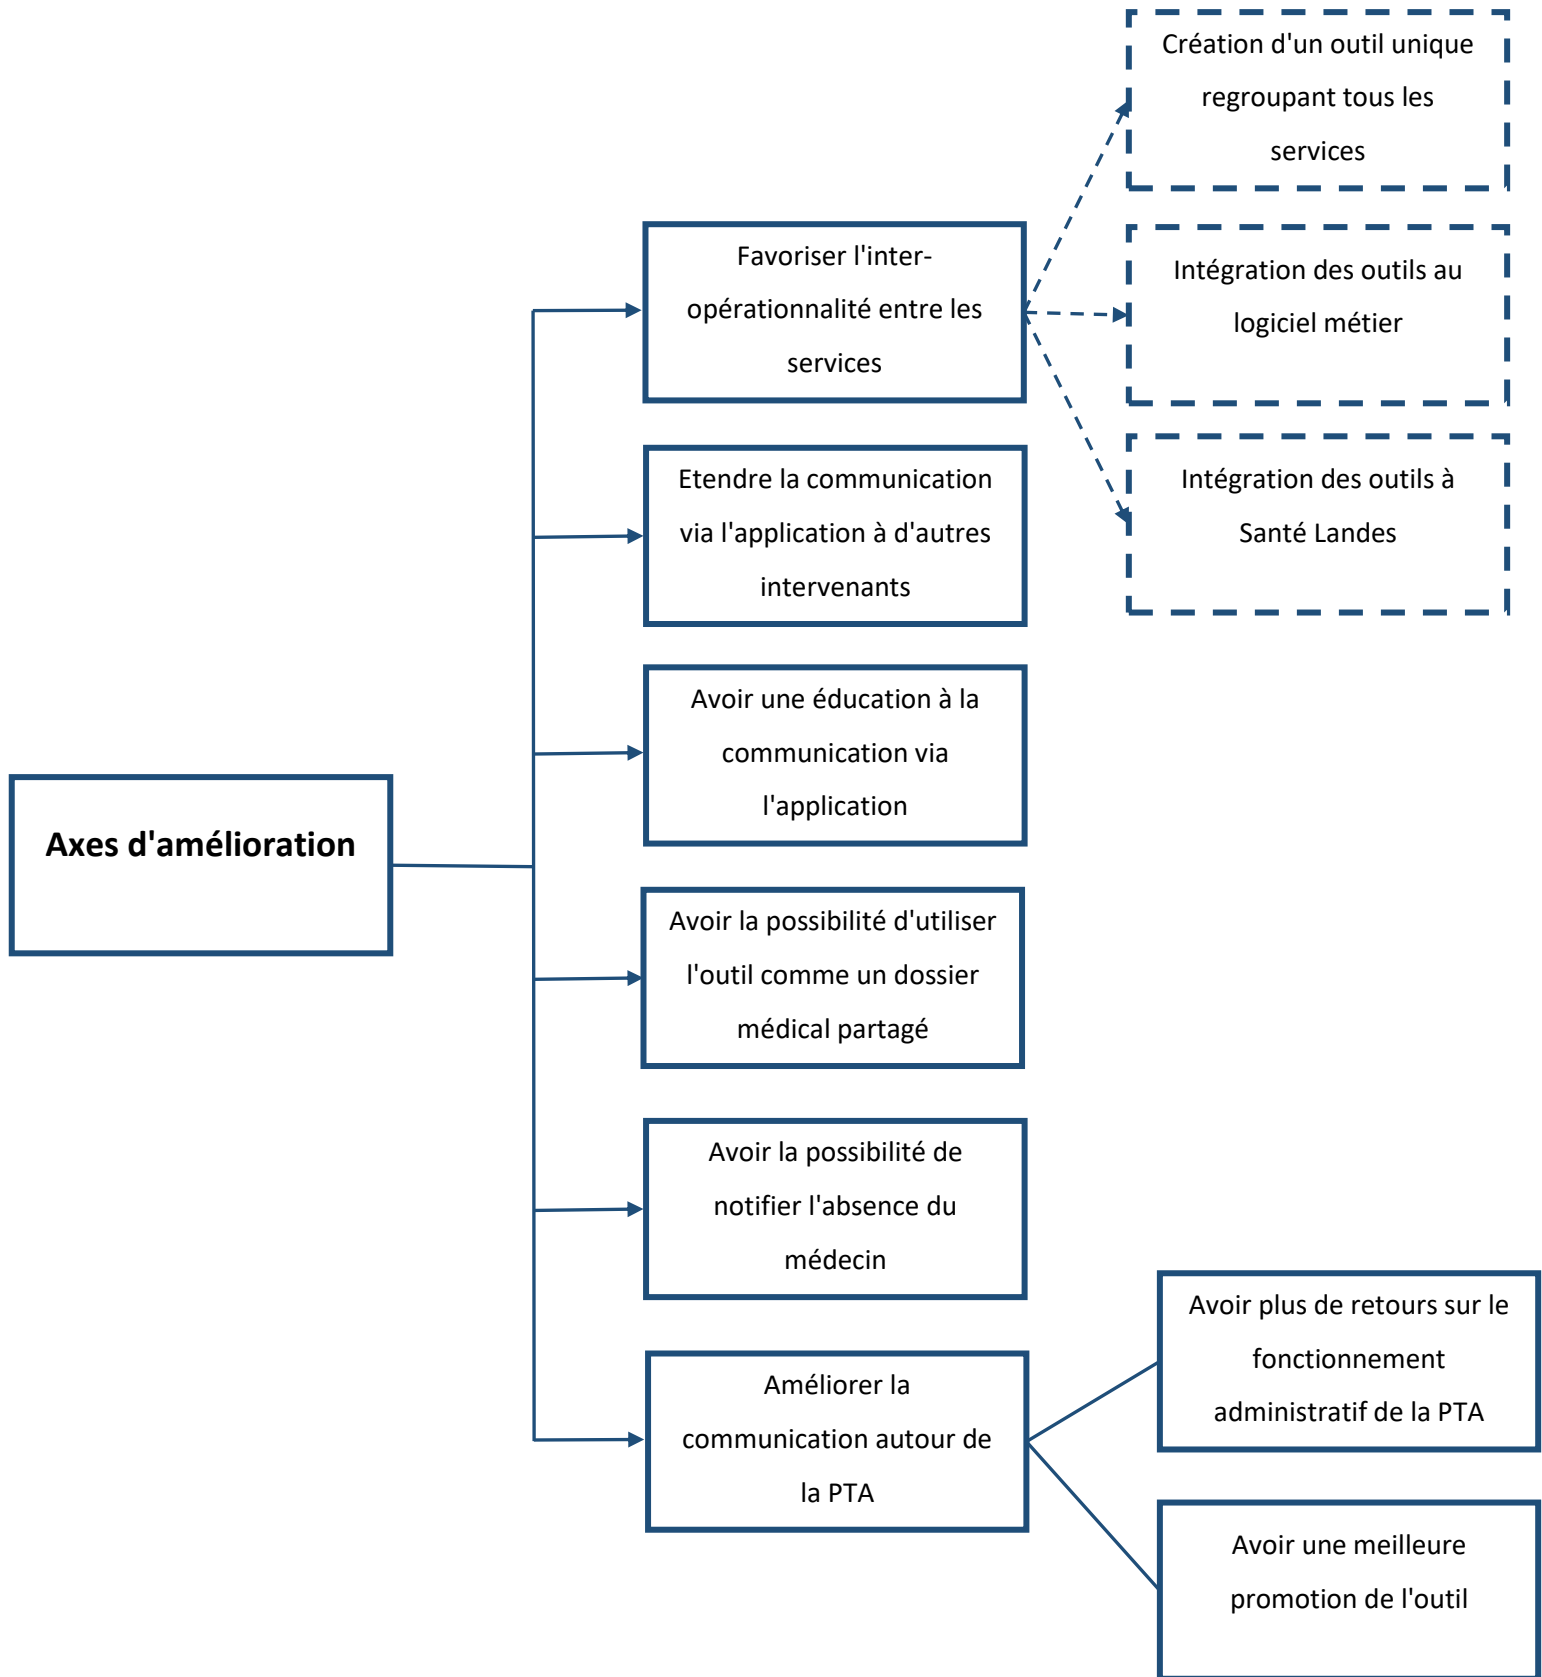 Axes d'amélioration
Favoriser l'inter-
opérationnalité entre les
services
Création d'un outil unique
regroupant tous les
services
Intégration des outils au
logiciel métier
Intégration des outils à
Santé Landes
Etendre la communication
via l'application à d'autres
intervenants
Avoir une éducation à la
communication via
l'application
Avoir la possibilité d'utiliser
l'outil comme un dossier
médical partagé
Avoir la possibilité de
notifier l'absence du
médecin
Améliorer la
communication autour de
la PTA
Avoir plus de retours sur le
fonctionnement
administratif de la PTA
Avoir une meilleure
promotion de l'outil